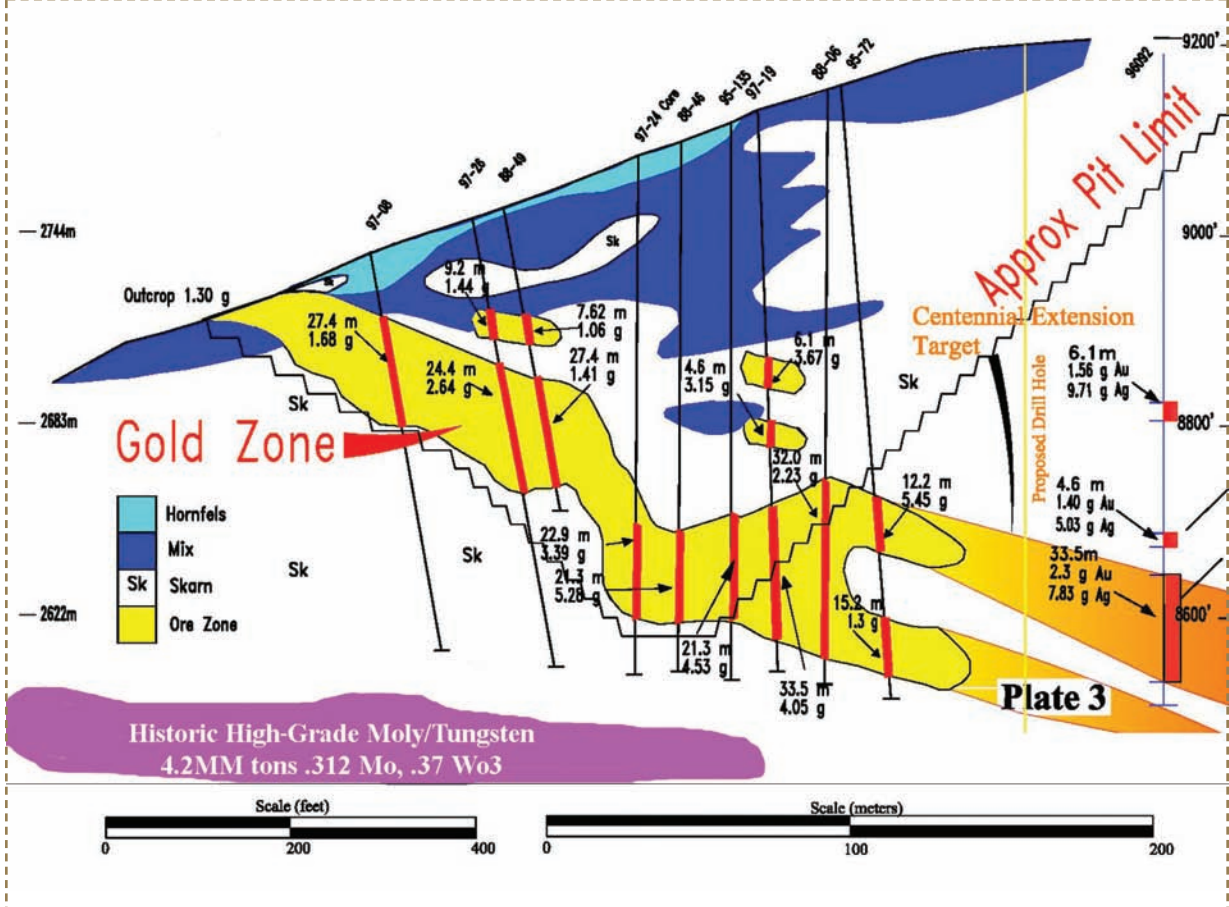 9200'
96092
88-06
95-72
95-135
97-19
88-46
97-24 Core
97-26
88-49
97-08
Approx Pit Limit
2744m
9000'
Sk
Sk
9.2 m
1.44 g
Outcrop 1.30 g
7.62 m
1.06 g
27.4 m
1.68 g
27.4 m
1.41 g
24.4 m
2.64 g
4.6 m
3.15 g
6.1 m
3.67 g
Sk
Centennial Extension
Target
Proposed Drill Hole
6.1m
1.56 g Au
9.71 g Ag
Sk
2683m
8800'
Gold Zone
32.0 m
2.23 g
12.2 m
5.45 g
4.6 m
1.40 g Au
5.03 g Ag
33.5m
2.3 g Au
7.83 g Ag
Hornfels
Mix
Sk Skarn
Ore Zone
Sk
Sk
22.9 m
3.39 g
21.3 m
5.28 g
15.2 m
1.3 g
2622m
8600'
21.3 m
4.53 g
33.5 m
4.05 g
Plate 3
Historic High-Grade Moly/Tungsten
4.2MM tons .312 Mo, .37 Wo3
Scale (feet)
0 200 400
Scale (meters)
0 100 200